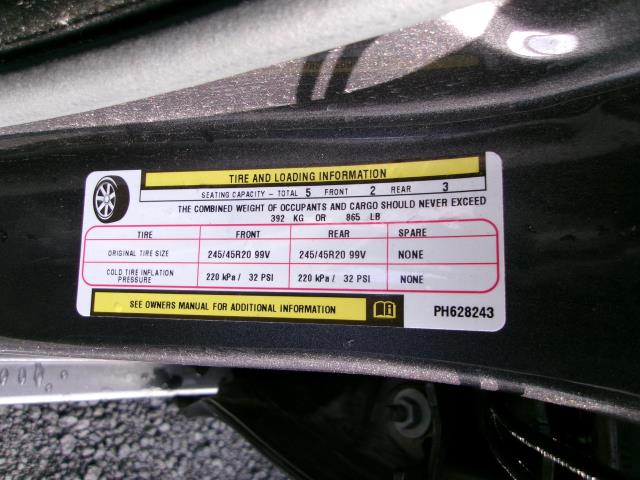 TIRE AND LOADING INFORMATION
SEATING CAPACITY - TOTAL 5 FRONT 2 REAR 3
THE COMBINED WEIGHT OF OCCUPANTS AND CARGO SHOULD NEVER EXCEED
392 KG OR 865 LB
TIRE FRONT REAR SPARE
ORIGINAL TIRE SIZE 245/45R20 99V 245/45R20 99V NONE
COLD TIRE INFLATION PRESSURE 220 kPa / 32 PSI 220 kPa / 32 PSI NONE
SEE OWNERS MANUAL FOR ADDITIONAL INFORMATION
PH628243